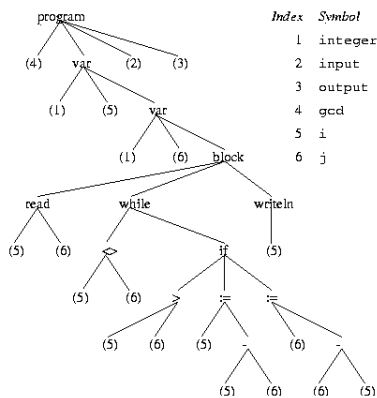 program
Index Symbol
1 integer
2 input
3 output
4 gcd
5 i
6 j
(4) var (2) (3)
(1) (5) var
(1) (6) block
read while writeln
(5) (6) <> if (5)
(5) (6) > := :=
(5) (6) (5) - (6) -
(5) (6) (6) (5)